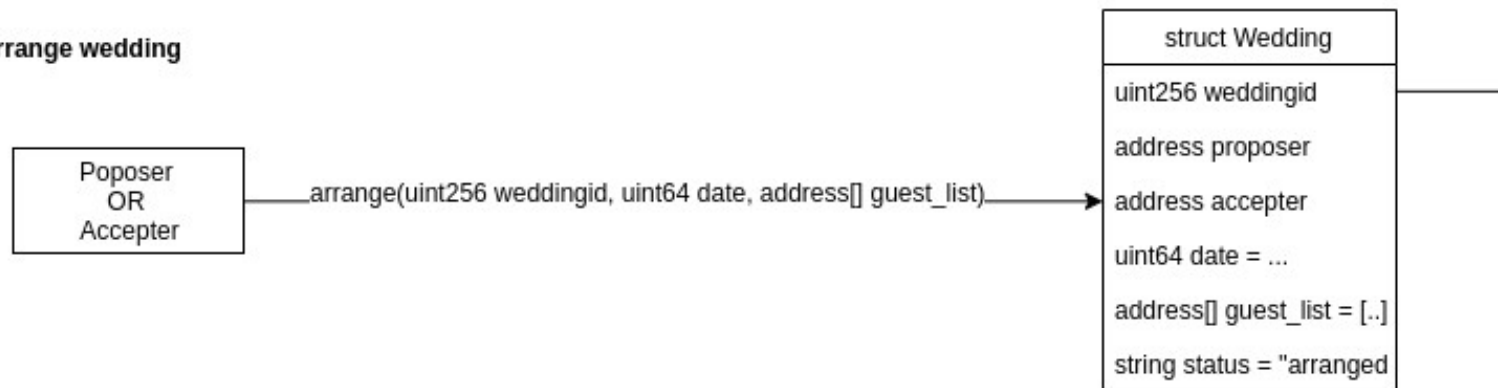 rrange wedding
Poposer
OR
Accepter
arrange(uint256 weddingid, uint64 date, address[] guest_list)
struct Wedding
uint256 weddingid
address proposer
address accepter
uint64 date = ...
address[] guest_list = [..]
string status = "arranged